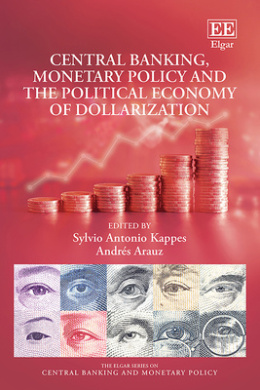 EE
Elgar
CENTRAL BANKING,
MONETARY POLICY AND
THE POLITICAL ECONOMY
OF DOLLARIZATION
EDITED BY
Sylvio Antonio Kappes
Andrés Arauz
THE ELGAR SERIES ON
CENTRAL BANKING AND MONETARY POLICY